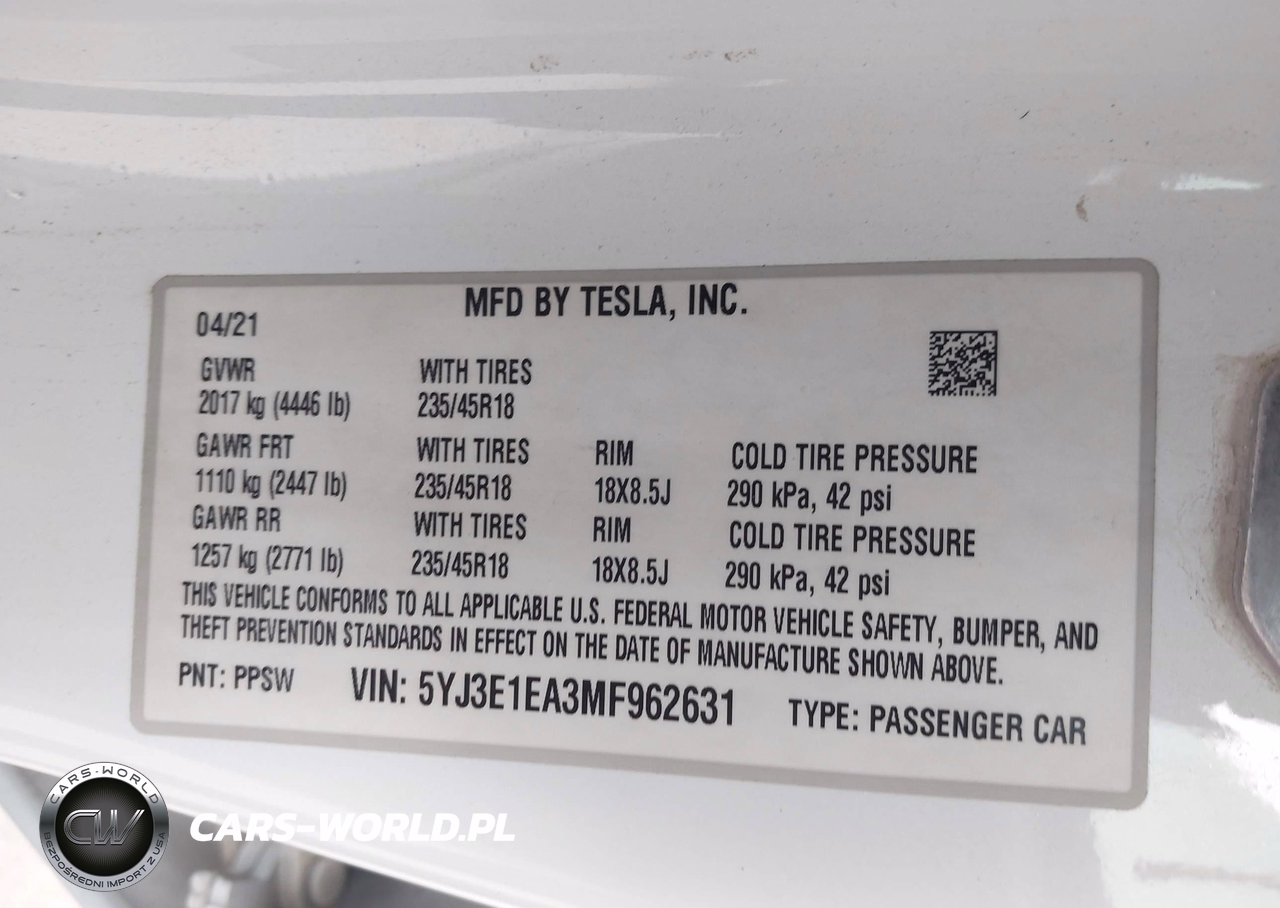 MFD BY TESLA, INC.
04/21
GVWR WITH TIRES
2017 kg (4446 lb) 235/45R18
GAWR FRT WITH TIRES RIM COLD TIRE PRESSURE
1110 kg (2447 lb) 235/45R18 18X8.5J 290 kPa, 42 psi
GAWR RR WITH TIRES RIM COLD TIRE PRESSURE
1257 kg (2771 lb) 235/45R18 18X8.5J 290 kPa, 42 psi
THIS VEHICLE CONFORMS TO ALL APPLICABLE U.S. FEDERAL MOTOR VEHICLE SAFETY, BUMPER, AND
THEFT PREVENTION STANDARDS IN EFFECT ON THE DATE OF MANUFACTURE SHOWN ABOVE.
PNT: PPSW VIN: 5YJ3E1EA3MF962631 TYPE: PASSENGER CAR
CARS-WORLD
CW
BEZPOŚREDNI IMPORT Z USA
CARS-WORLD.PL